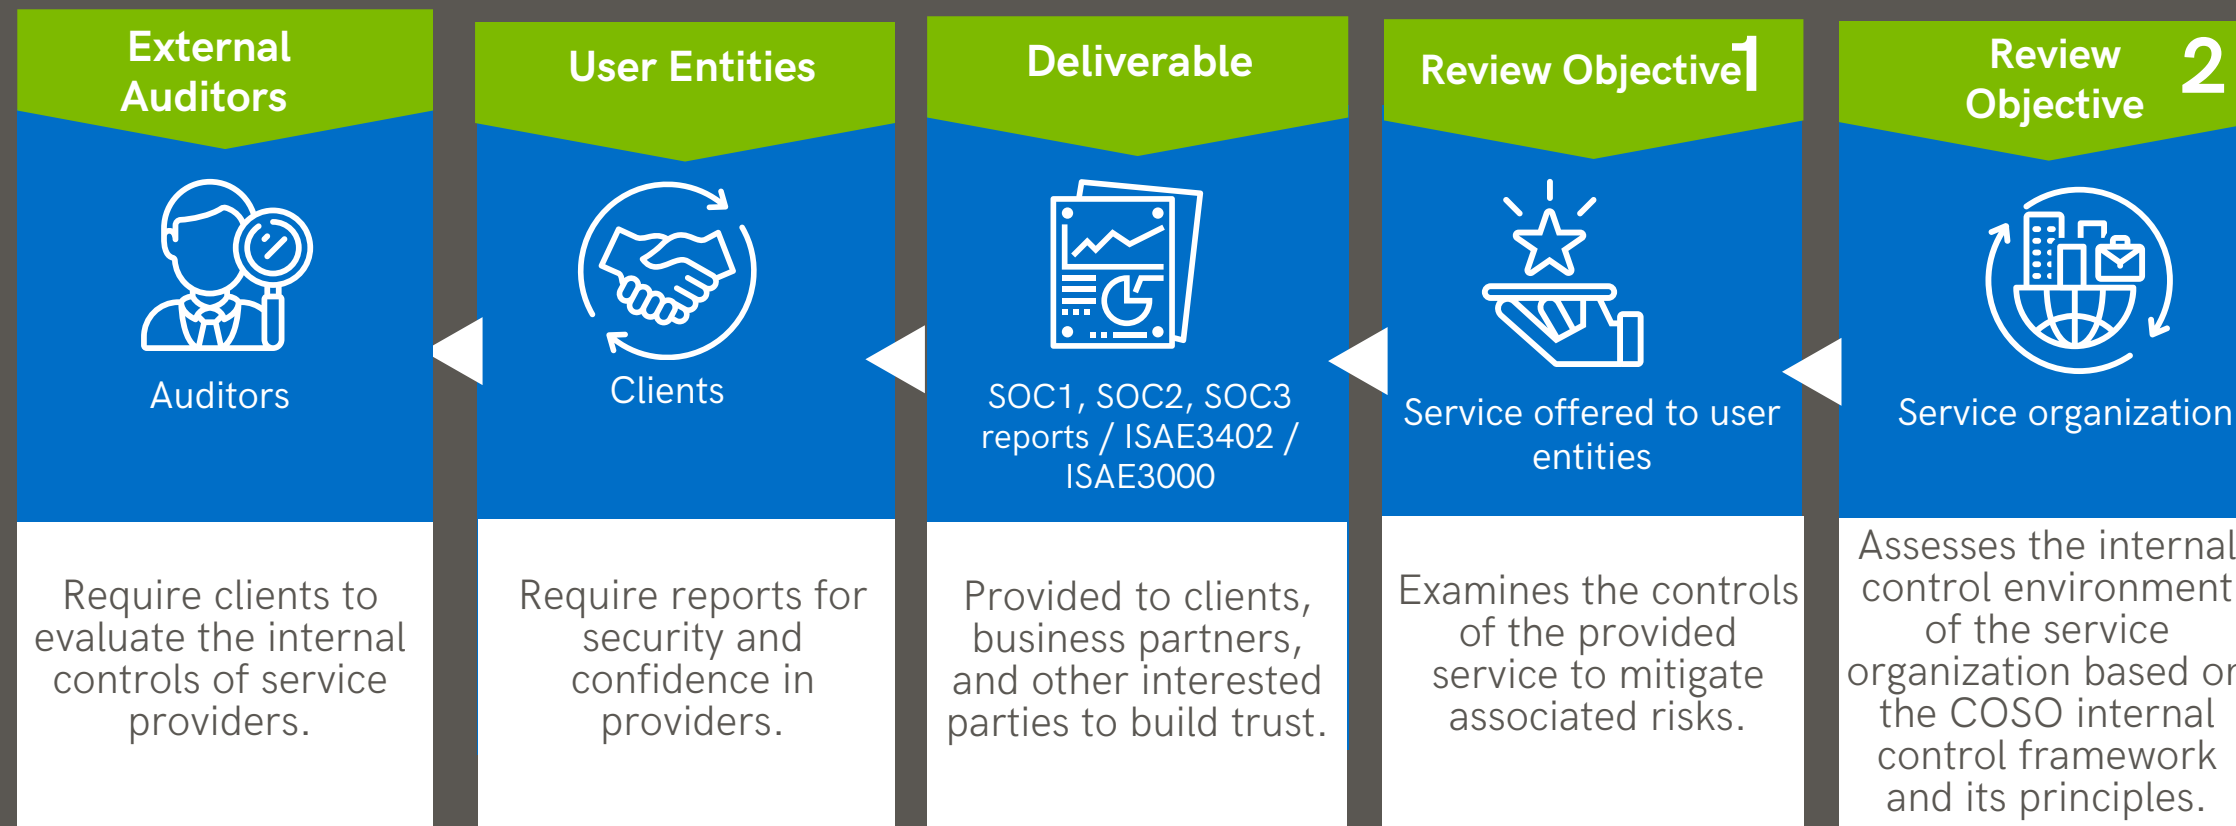 External
Auditors
Auditors
Require clients to
evaluate the internal
controls of service
providers.
User Entities
Clients
Require reports for
security and
confidence in
providers.
Deliverable
SOC1, SOC2, SOC3
reports / ISAE3402 /
ISAE3000
Provided to clients,
business partners,
and other interested
parties to build trust.
Review Objective 1
Service offered to user
entities
Examines the controls
of the provided
service to mitigate
associated risks.
Review
Objective
2
Service organization
Assesses the internal
control environment
of the service
organization based on
the COSO internal
control framework
and its principles.